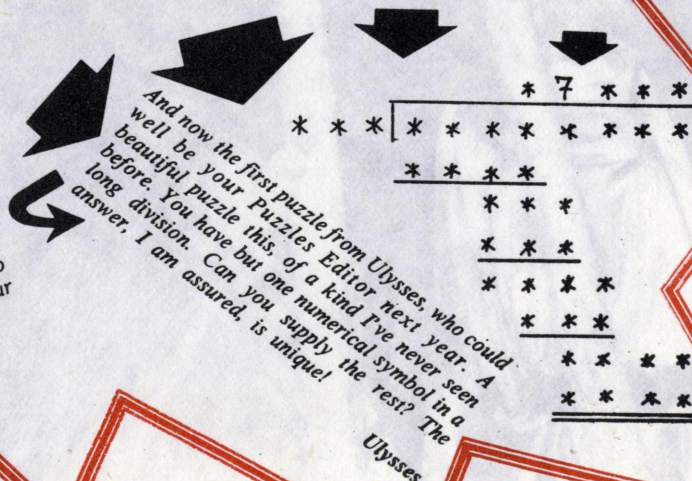 * 7 * * *
* * * * * * * * * * *
* * * *
* * *
* * *
* * * *
* * *
* * * *
* * * *
And now the first puzzle from Ulysses, who could
well be your Puzzles Editor next year. A
beautiful puzzle this, of a kind I've never seen
before. You have but one numerical symbol in a
long division. Can you supply the rest? The
answer, I am assured, is unique!
Ulysses